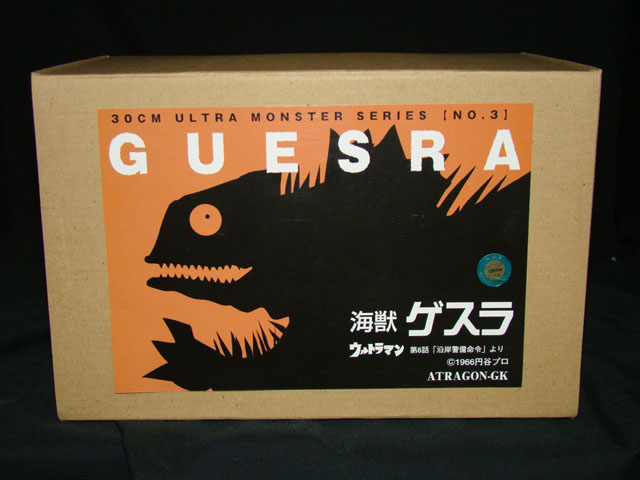 30CM ULTRA MONSTER SERIES [NO.3]
GUESRA
海獣 ゲスラ
ウルトラマン 第6話「沿岸警備命令」より
©1966円谷プロ
ATRAGON-GK